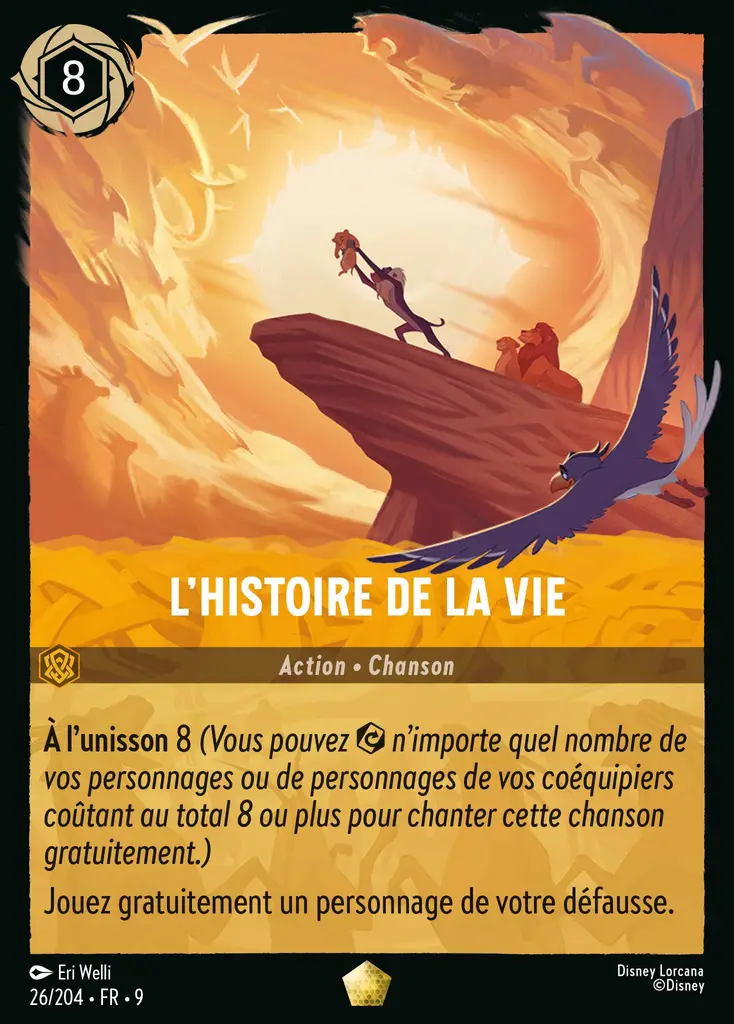 8
L'HISTOIRE DE LA VIE
Action • Chanson
À l'unisson 8 (Vous pouvez n'importe quel nombre de
vos personnages ou de personnages de vos coéquipiers
coûtant au total 8 ou plus pour chanter cette chanson
gratuitement.)
Jouez gratuitement un personnage de votre défausse.
Eri Welli
Disney Lorcana
26/204 • FR • 9
©Disney